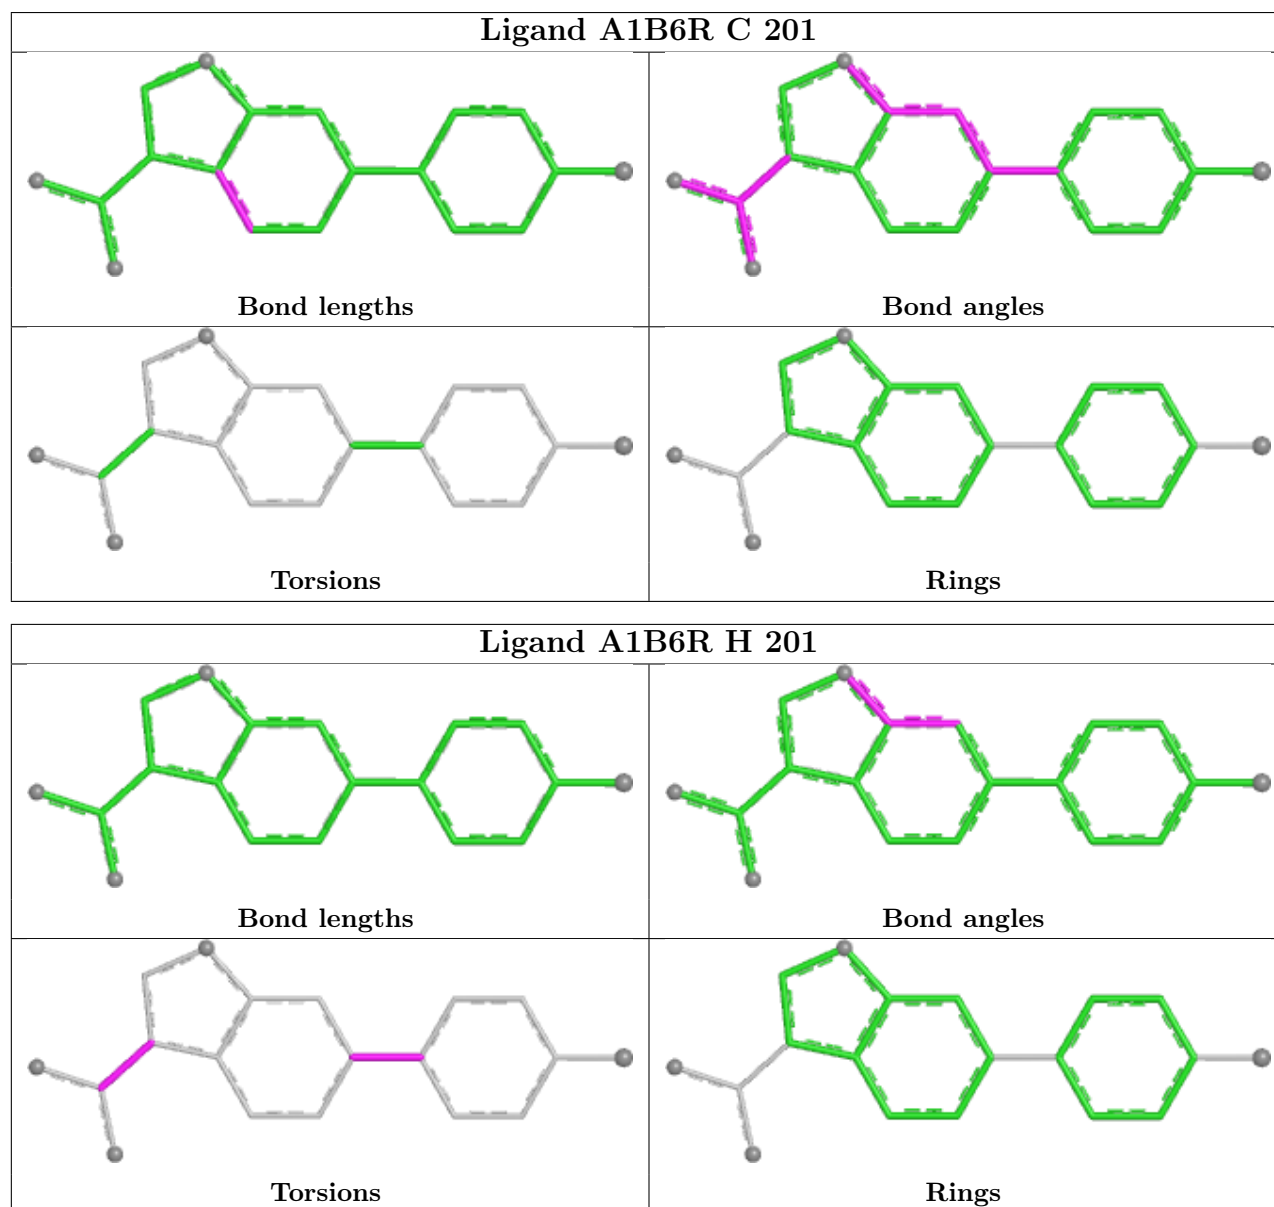 Ligand A1B6R C 201
Bond lengths
Bond angles
Torsions
Rings
Ligand A1B6R H 201
Bond lengths
Bond angles
Torsions
Rings